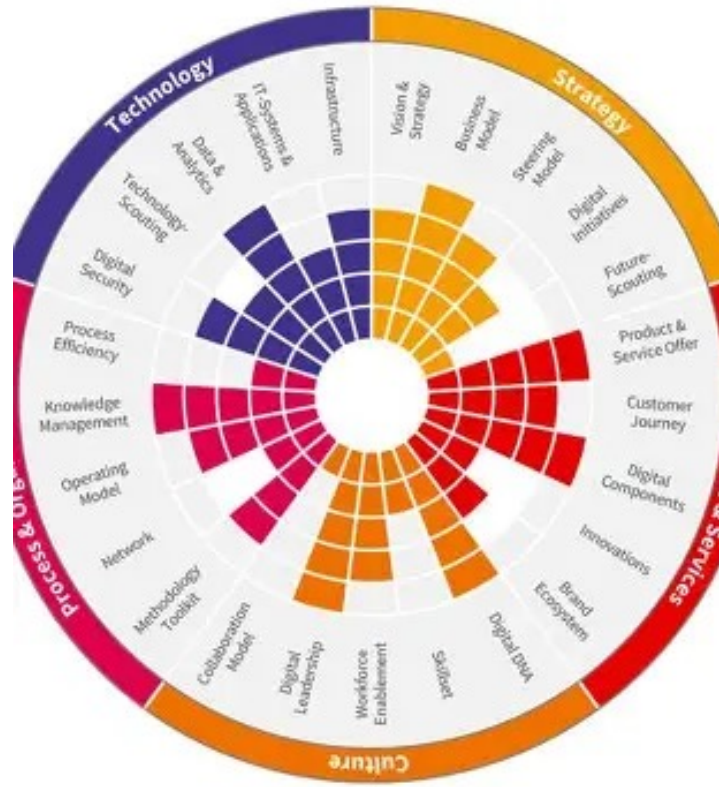 Technology
Strategy
Infrastructure
IT-Systems &
Applications
Data &
Analytics
Technology-
Scouting
Digital
Security
Vision &
Strategy
Business
Model
Steering
Model
Digital
Initiatives
Future-
Scouting
Process
Efficiency
Knowledge
Management
Operating
Model
Network
Methodology
Toolkit
Product &
Service Offer
Customer
Journey
Digital
Components
Innovations
Brand
Ecosystem
Collaboration
Model
Digital
Leadership
Workforce
Enablement
Skillset
Digital DNA
Process &
& Services
Culture